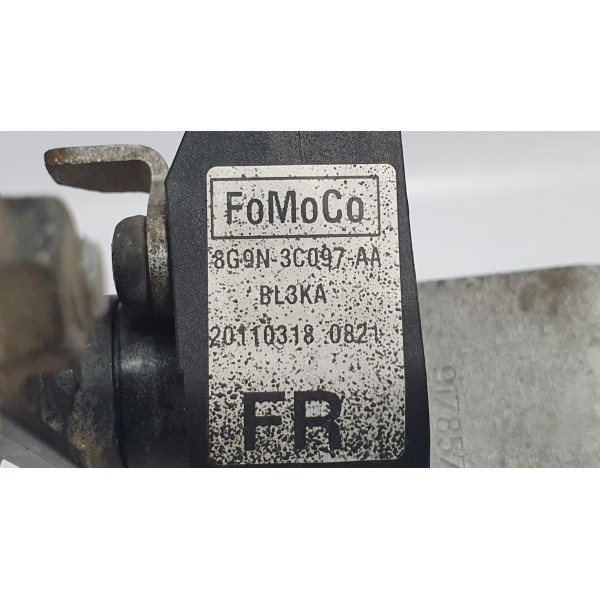 FoMoCo
8G9N-3C097-AA
BL3KA
20110318 0821
FR